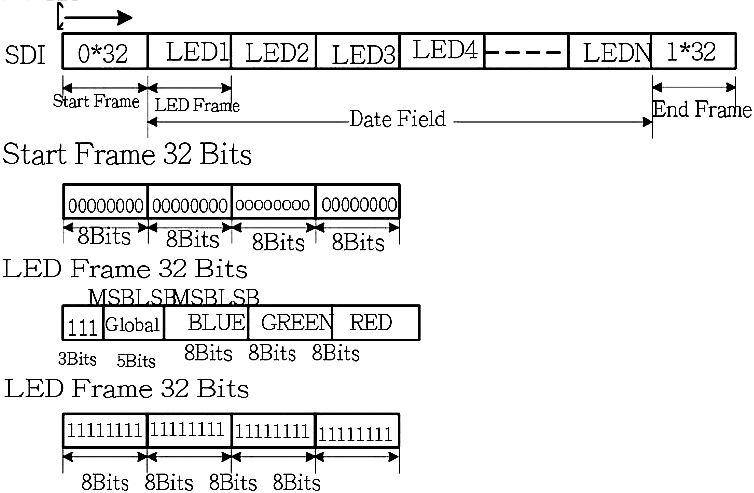 SDI 0*32 LED1 LED2 LED3 LED4 LEDN 1*32
Start Frame LED Frame End Frame
Date Field
Start Frame 32 Bits
00000000 00000000 00000000 00000000
8Bits 8Bits 8Bits 8Bits
LED Frame 32 Bits
MSBLSBMSBLSB
111 Global BLUE GREEN RED
3Bits 5Bits 8Bits 8Bits 8Bits
LED Frame 32 Bits
11111111 11111111 11111111 11111111
8Bits 8Bits 8Bits 8Bits